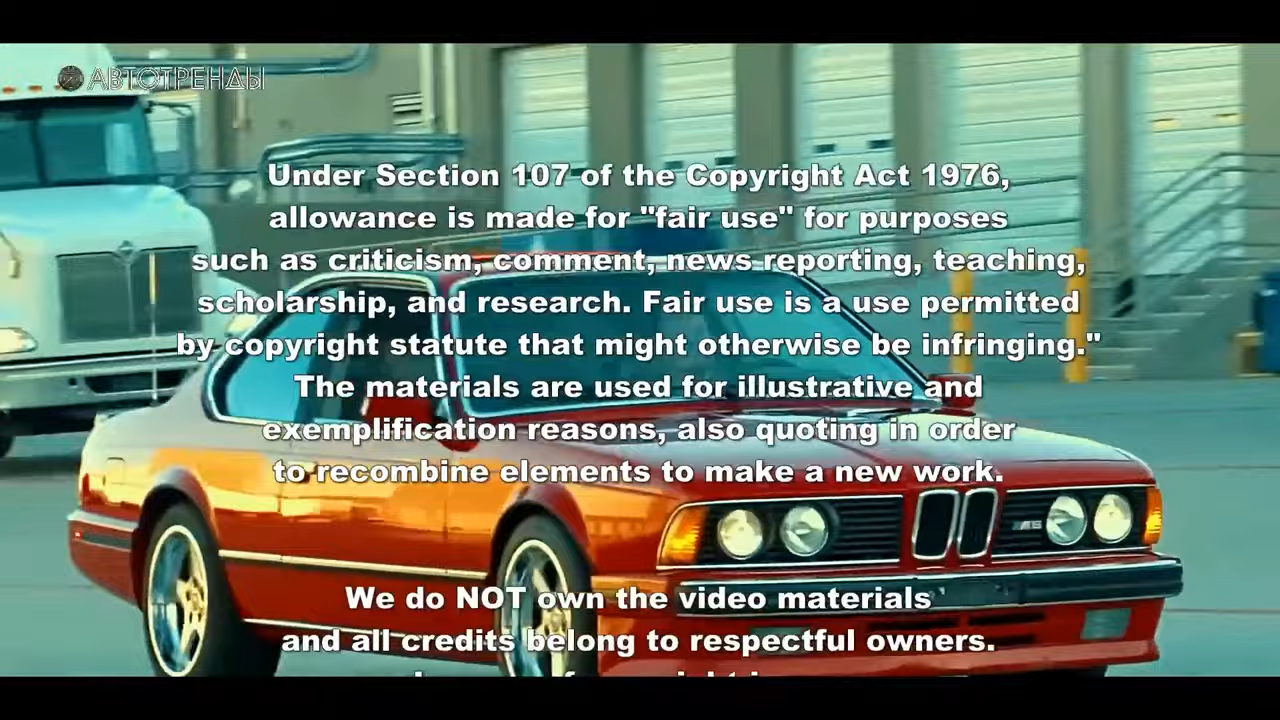 АВТОТРЕНДЫ
Under Section 107 of the Copyright Act 1976,
allowance is made for "fair use" for purposes
such as criticism, comment, news reporting, teaching,
scholarship, and research. Fair use is a use permitted
by copyright statute that might otherwise be infringing."
The materials are used for illustrative and
exemplification reasons, also quoting in order
to recombine elements to make a new work.
We do NOT own the video materials
and all credits belong to respectful owners.